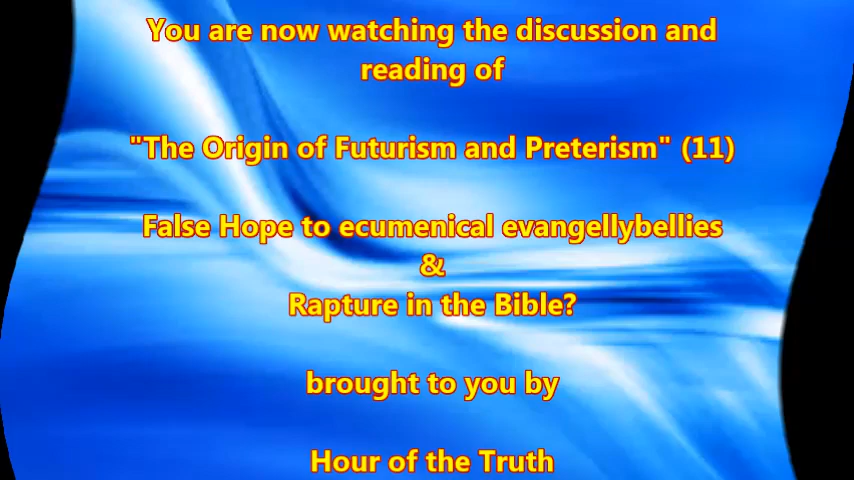 You are now watching the discussion and
reading of
"The Origin of Futurism and Preterism" (11)
False Hope to ecumenical evangellybellies
&
Rapture in the Bible?
brought to you by
Hour of the Truth